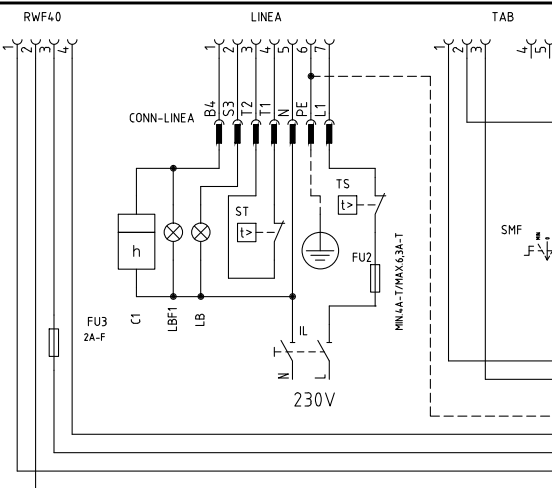 RWF40
LINEA
TAB
1 2 3 4
1 2 3 4 5 6 7
1 2 3 4 5
CONN-LINEA
B4 S3 T2 T1 N PE L1
TS
t>
ST
t>
h
SMF
MIN
0
FU2
MIN.4A-T/MAX.6,3A-T
FU3
2A-F
C1
LBF1
LB
IL
N
L
230V